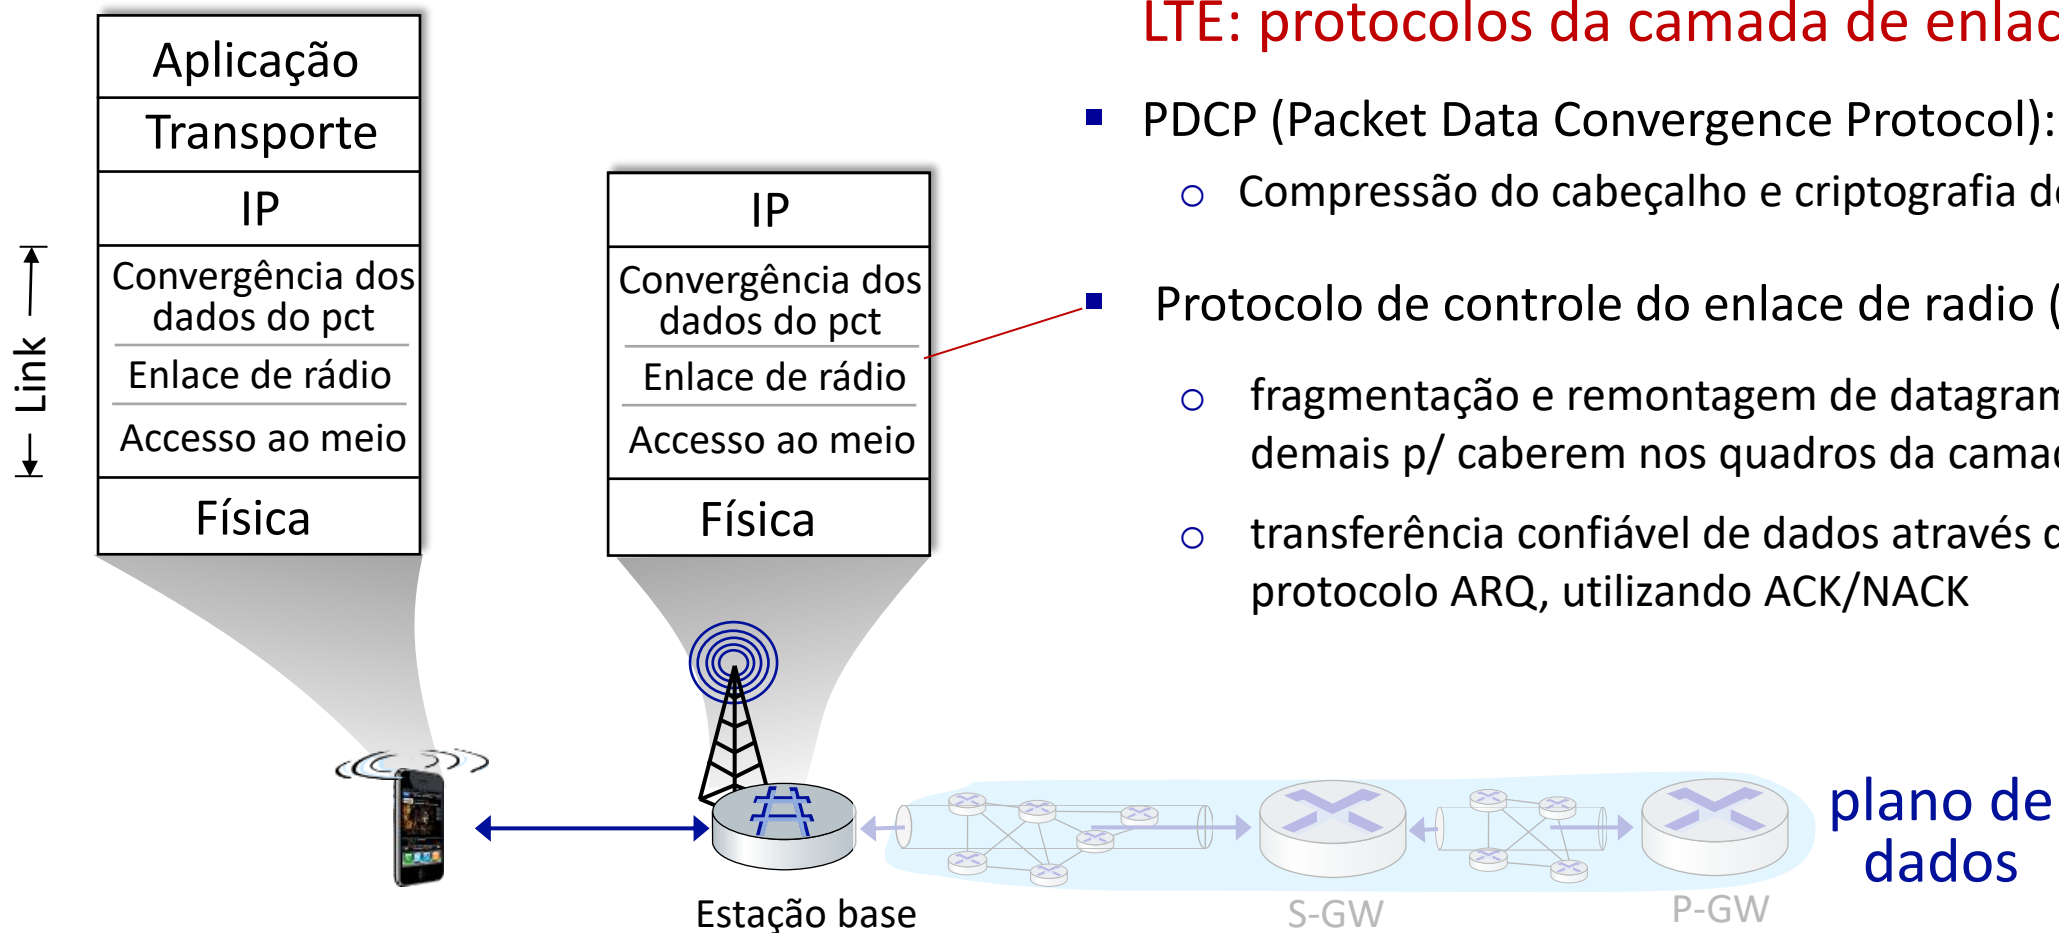 LTE: protocolos da camada de enlac
Aplicação
Transporte
IP
Convergência dos
dados do pct
Enlace de rádio
Accesso ao meio
Física
Link
IP
Convergência dos
dados do pct
Enlace de rádio
Accesso ao meio
Física
▪ PDCP (Packet Data Convergence Protocol):
o Compressão do cabeçalho e criptografia d
▪ Protocolo de controle do enlace de radio (
o fragmentação e remontagem de datagram
demais p/ caberem nos quadros da camad
o transferência confiável de dados através d
protocolo ARQ, utilizando ACK/NACK
Estação base
S-GW
P-GW
plano de
dados